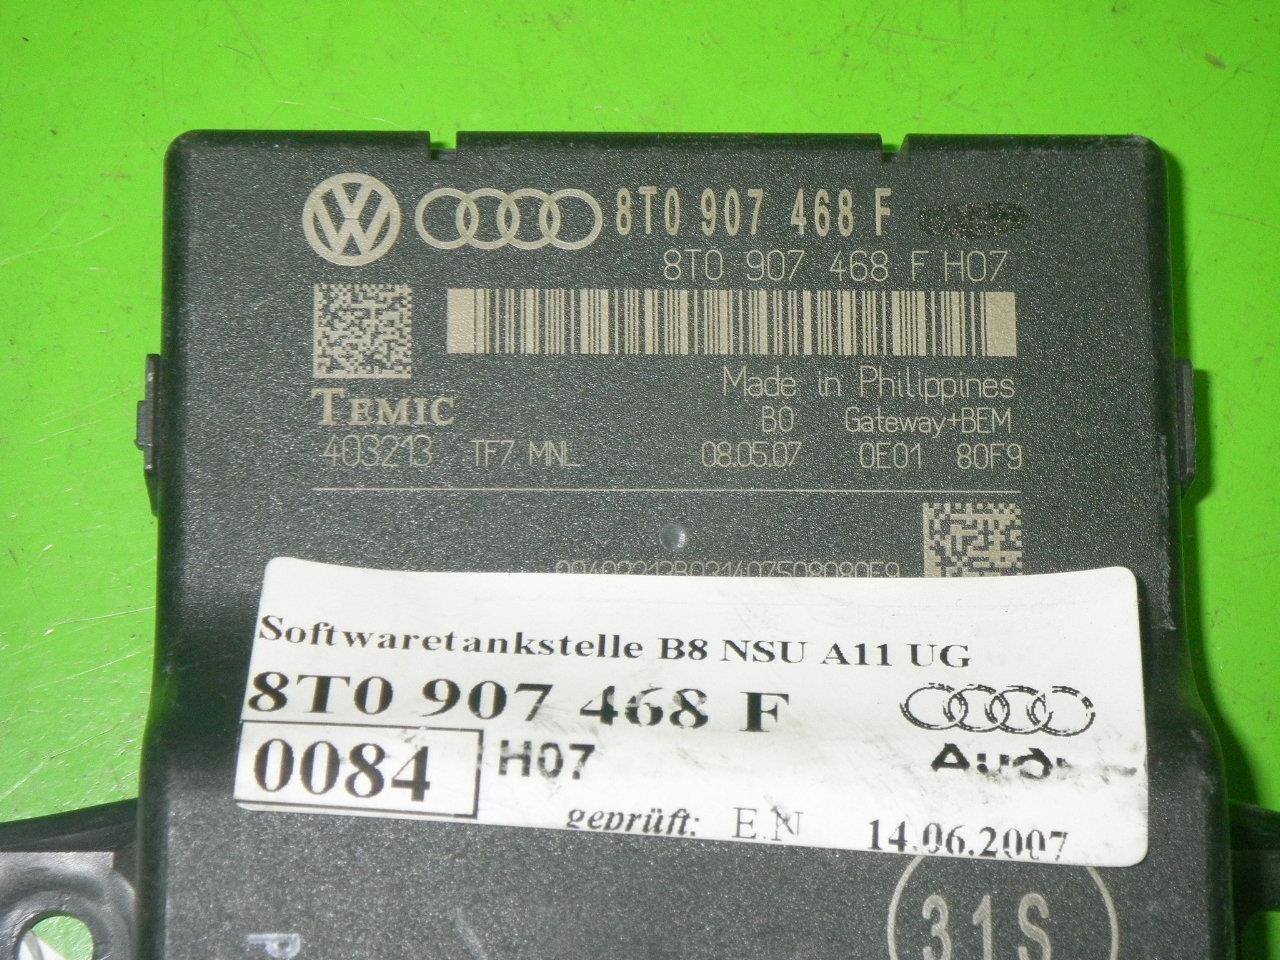 8T0 907 468 F
8T0 907 468 F H07
Made in Philippines
TEMIC
B0 Gateway+BEM
403213 TF7 MNL 08.05.07 0E01 80F9
Softwaretankstelle B8 NSU A11 UG
8T0 907 468 F
Audi
0084 H07
geprüft: E.N 14.06.2007
31S